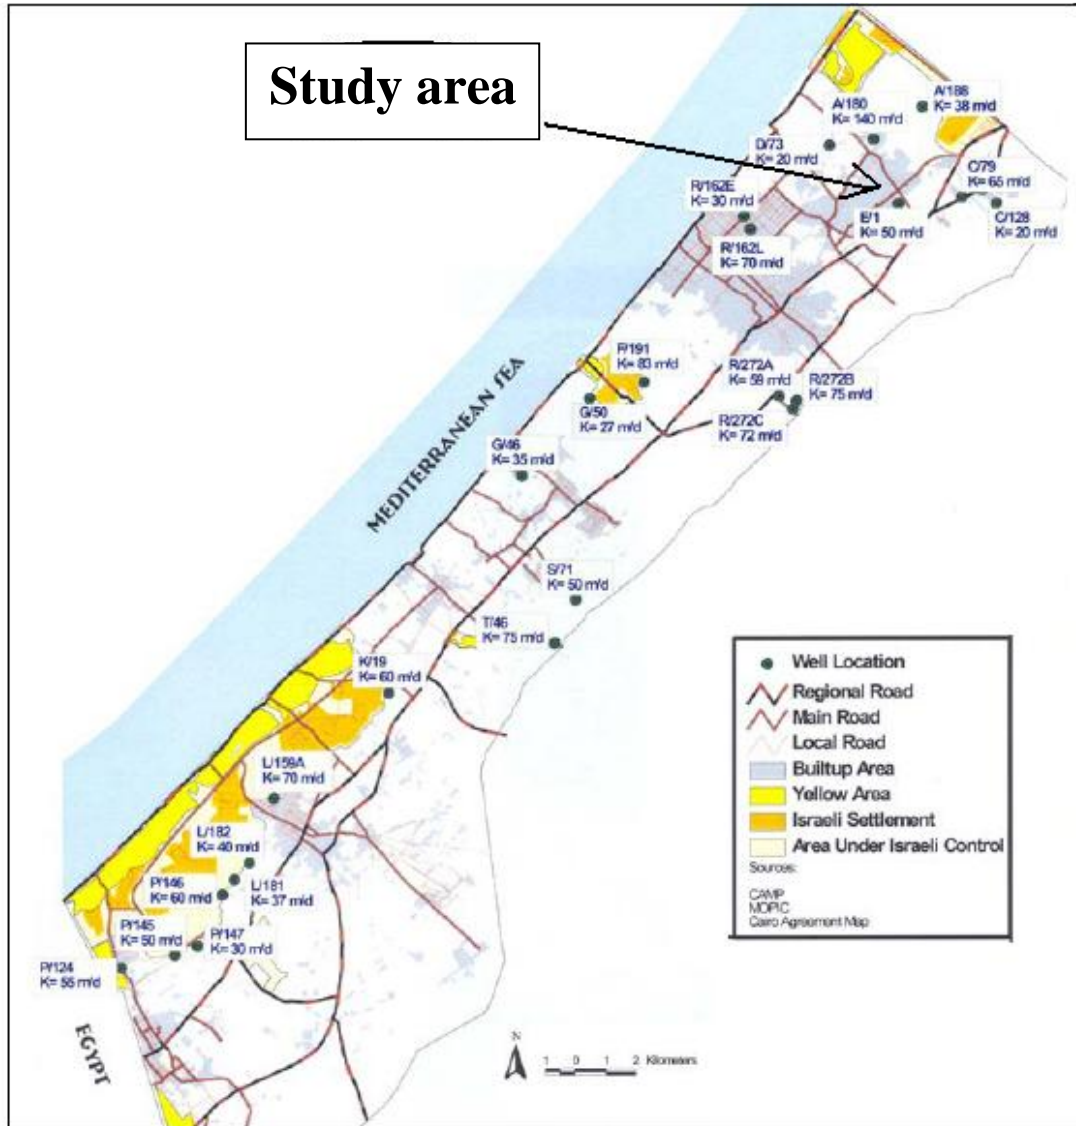 Study area
A/188
K= 38 m/d
A/180
K= 140 m/d
D/73
K= 20 m/d
C/79
K= 65 m/d
R/162E
K= 30 m/d
E/1
K= 50 m/d
C/128
K= 20 m/d
R/162L
K= 70 m/d
F/191
K= 83 m/d
R/272A
K= 59 m/d
R/272B
K= 75 m/d
G/50
K= 27 m/d
R/272C
K= 72 m/d
MEDITERRANEAN SEA
G/46
K= 35 m/d
S/71
K= 50 m/d
T/46
K= 75 m/d
K/19
K= 60 m/d
L/159A
K= 70 m/d
L/182
K= 40 m/d
P/146
K= 60 m/d
L/181
K= 37 m/d
P/145
K= 50 m/d
P/147
K= 30 m/d
P/124
K= 55 m/d
EGYPT
Well Location
Regional Road
Main Road
Local Road
Builtup Area
Yellow Area
Israeli Settlement
Area Under Israeli Control
Sources:
CAMP
MOPIC
Cairo Agreement Map
N
1 0 1 2 Kilometers